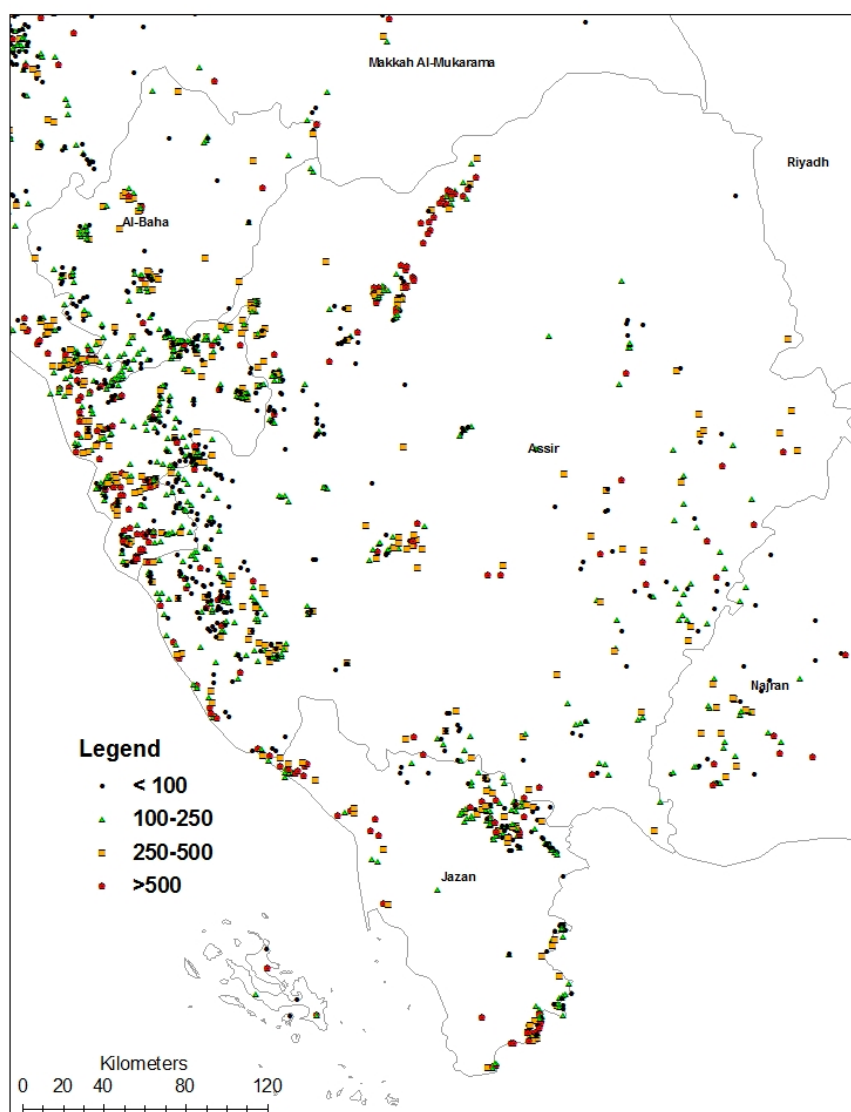 Makkah Al-Mukarama
Riyadh
Al-Baha
Assir
Najran
Legend
< 100
100-250
250-500
>500
Jazan
Kilometers
0 20 40 80 120